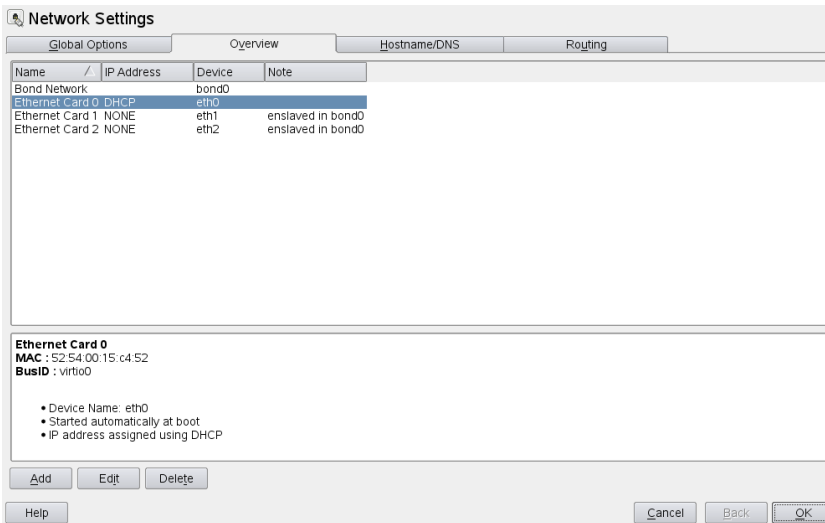 Network Settings
Global Options Overview Hostname/DNS Routing
Name IP Address Device Note
Bond Network bond0
Ethernet Card 0 DHCP eth0
Ethernet Card 1 NONE eth1 enslaved in bond0
Ethernet Card 2 NONE eth2 enslaved in bond0
Ethernet Card 0
MAC : 52:54:00:15:c4:52
BusID : virtio0
• Device Name: eth0
• Started automatically at boot
• IP address assigned using DHCP
Add Edit Delete
Help Cancel Back OK